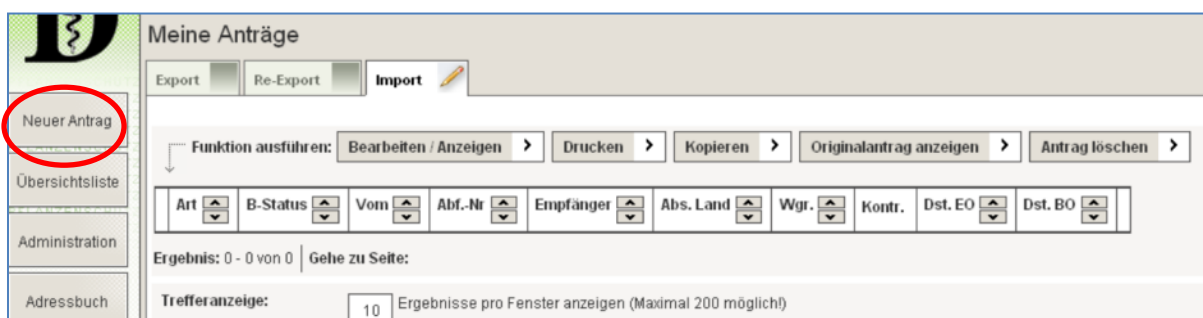 Meine Anträge
Export Re-Export Import
Neuer Antrag
Funktion ausführen: Bearbeiten / Anzeigen > Drucken > Kopieren > Originalantrag anzeigen > Antrag löschen >
Übersichtsliste
Art B-Status Vom Abf.-Nr Empfänger Abs. Land Wgr. Kontr. Dst. EO Dst. BO
Administration
Ergebnis: 0 - 0 von 0 Gehe zu Seite:
Adressbuch
Trefferanzeige: 10 Ergebnisse pro Fenster anzeigen (Maximal 200 möglich!)